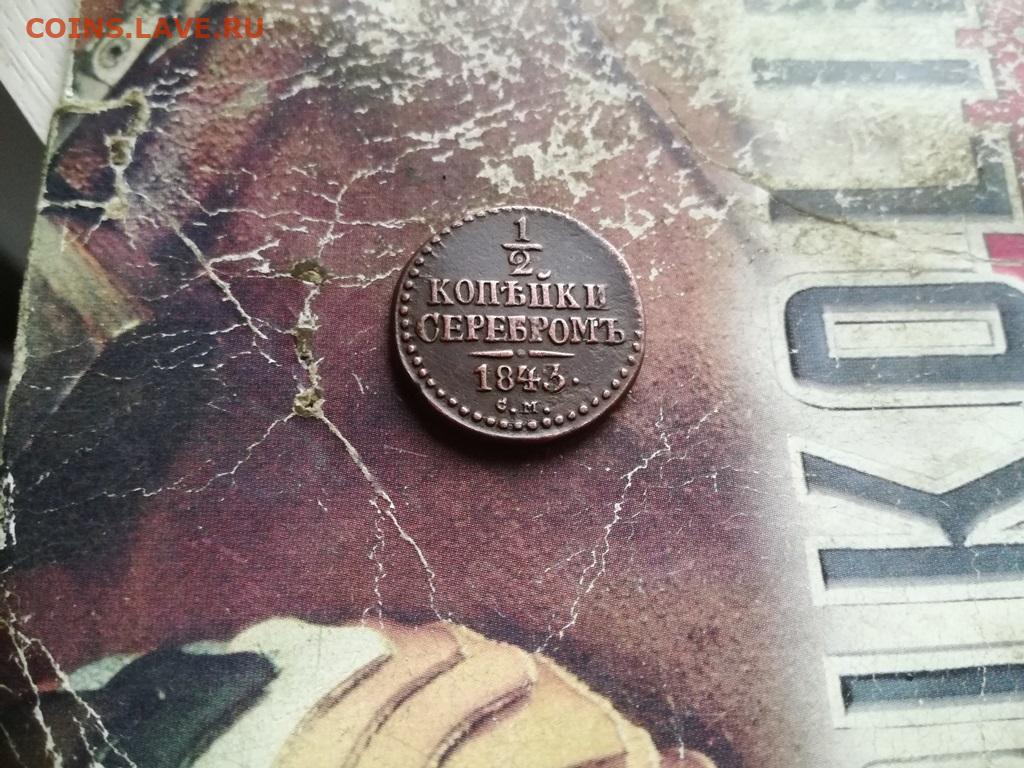 COINS.LAVE.RU
1
2
КОПѢЙКИ
СЕРЕБРОМЪ
1843.
С.М.